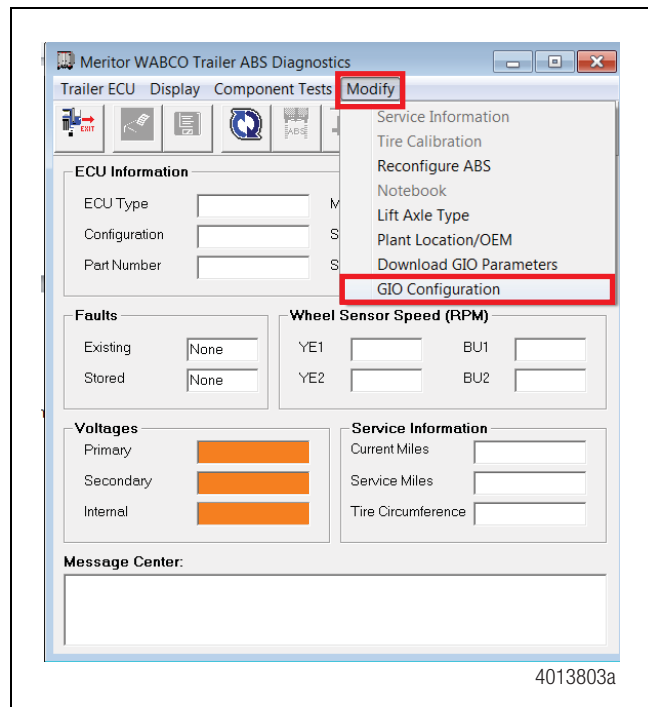 Meritor WABCO Trailer ABS Diagnostics
Trailer ECU Display Component Tests Modify
EXIT ABS
Service Information
Tire Calibration
Reconfigure ABS
Notebook
Lift Axle Type
Plant Location/OEM
Download GIO Parameters
GIO Configuration
ECU Information
ECU Type M
Configuration S
Part Number S
Faults
Existing None
Stored None
Wheel Sensor Speed (RPM)
YE1 BU1
YE2 BU2
Voltages
Primary
Secondary
Internal
Service Information
Current Miles
Service Miles
Tire Circumference
Message Center:
4013803a